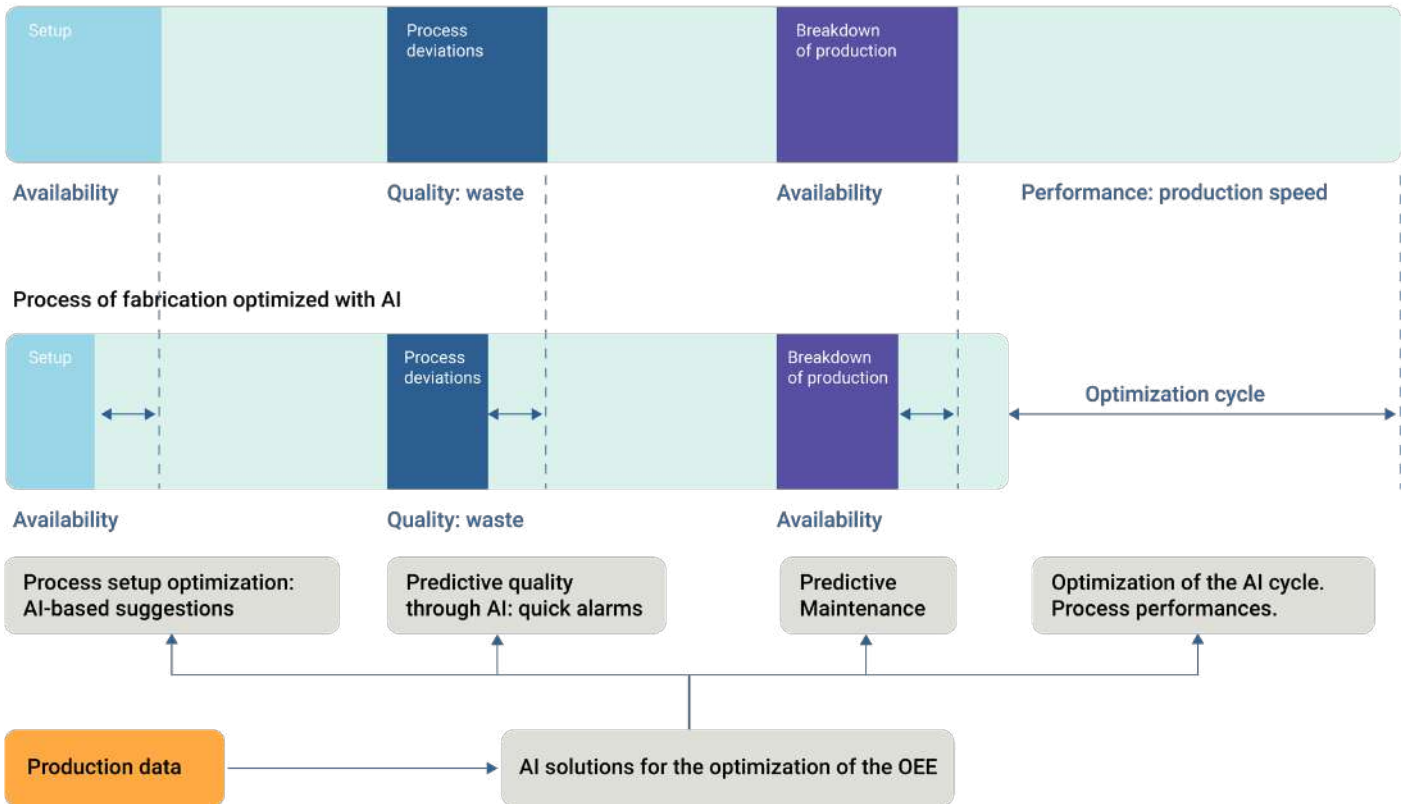 Setup
Process
deviations
Breakdown
of production
Availability
Quality: waste
Availability
Performance: production speed
Process of fabrication optimized with AI
Setup
Process
deviations
Breakdown
of production
Optimization cycle
Availability
Quality: waste
Availability
Process setup optimization:
AI-based suggestions
Predictive quality
through AI: quick alarms
Predictive
Maintenance
Optimization of the AI cycle.
Process performances.
Production data
AI solutions for the optimization of the OEE